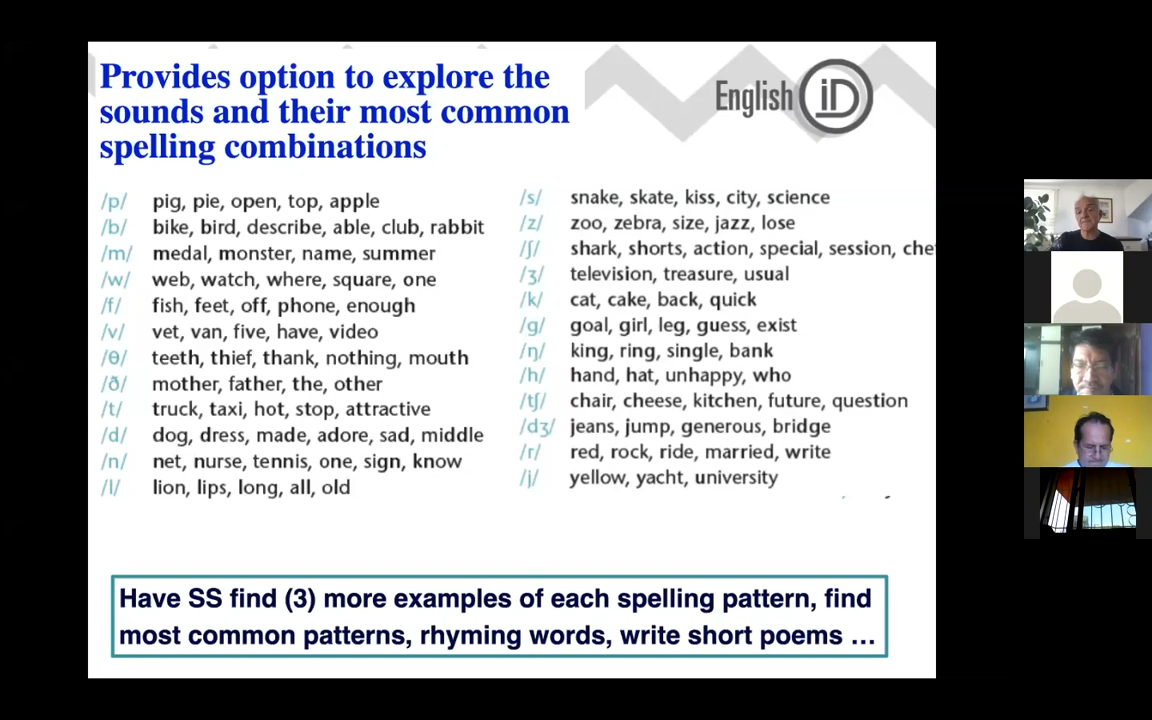 Provides option to explore the
sounds and their most common
spelling combinations
English iD
/p/ pig, pie, open, top, apple
/b/ bike, bird, describe, able, club, rabbit
/m/ medal, monster, name, summer
/w/ web, watch, where, square, one
/f/ fish, feet, off, phone, enough
/v/ vet, van, five, have, video
/θ/ teeth, thief, thank, nothing, mouth
/ð/ mother, father, the, other
/t/ truck, taxi, hot, stop, attractive
/d/ dog, dress, made, adore, sad, middle
/n/ net, nurse, tennis, one, sign, know
/l/ lion, lips, long, all, old
/s/ snake, skate, kiss, city, science
/z/ zoo, zebra, size, jazz, lose
/ʃ/ shark, shorts, action, special, session, che
/ʒ/ television, treasure, usual
/k/ cat, cake, back, quick
/g/ goal, girl, leg, guess, exist
/ŋ/ king, ring, single, bank
/h/ hand, hat, unhappy, who
/tʃ/ chair, cheese, kitchen, future, question
/dʒ/ jeans, jump, generous, bridge
/r/ red, rock, ride, married, write
/j/ yellow, yacht, university
Have SS find (3) more examples of each spelling pattern, find
most common patterns, rhyming words, write short poems …